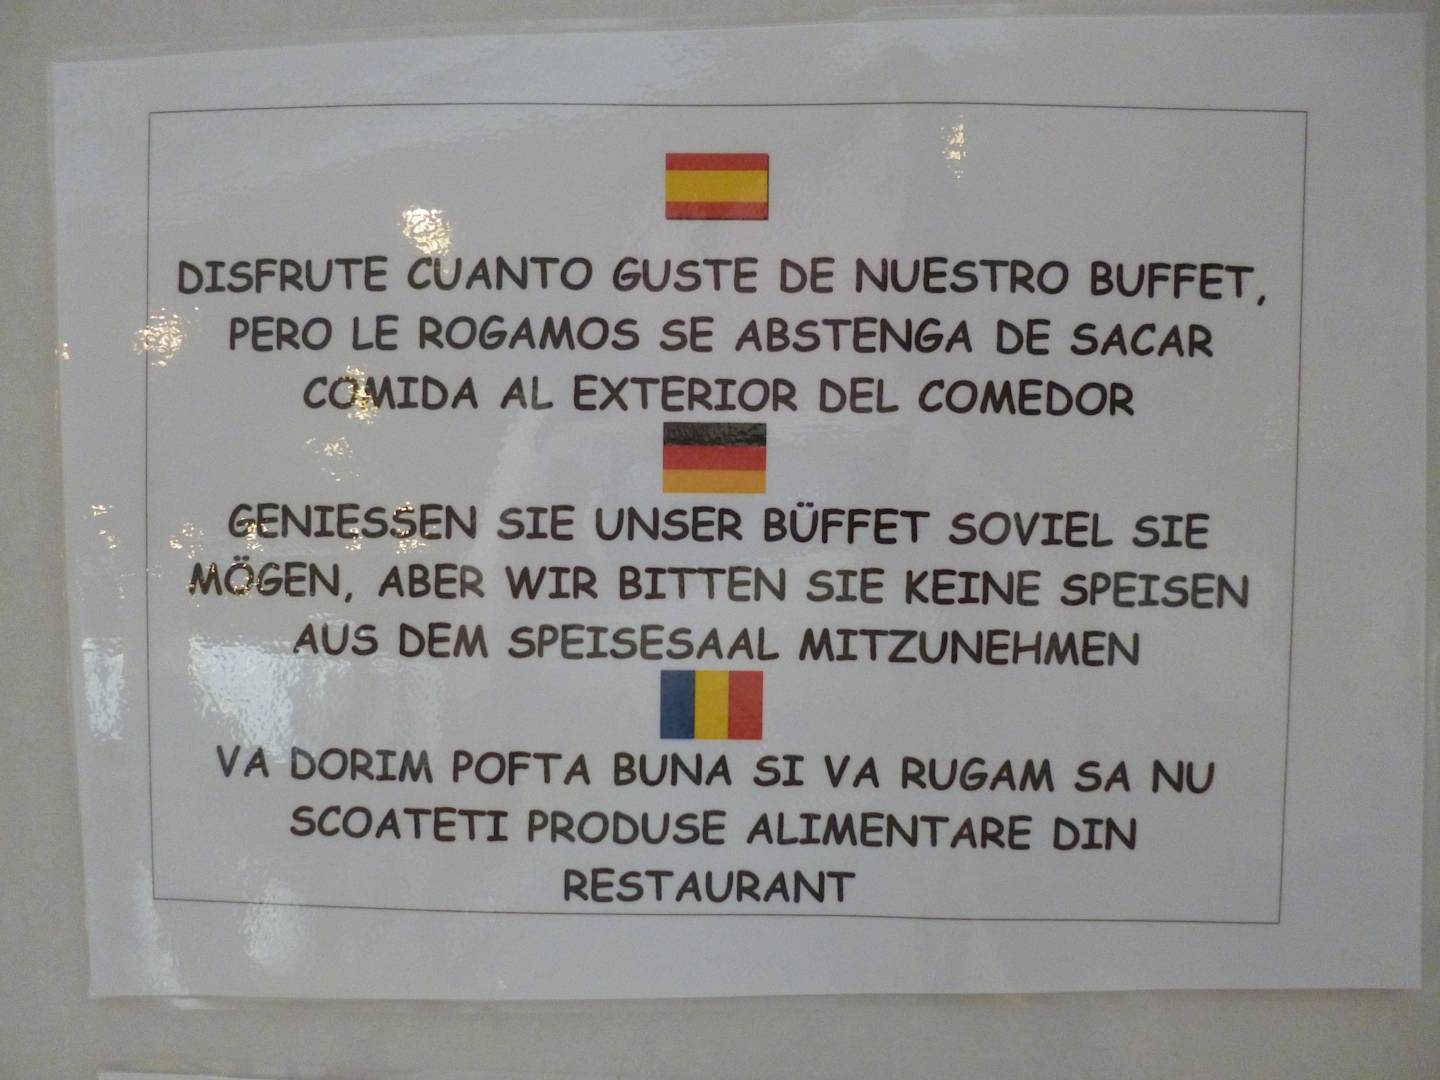 DISFRUTE CUANTO GUSTE DE NUESTRO BUFFET,
PERO LE ROGAMOS SE ABSTENGA DE SACAR
COMIDA AL EXTERIOR DEL COMEDOR
GENIESSEN SIE UNSER BÜFFET SOVIEL SIE
MÖGEN, ABER WIR BITTEN SIE KEINE SPEISEN
AUS DEM SPEISESAAL MITZUNEHMEN
VA DORIM POFTA BUNA SI VA RUGAM SA NU
SCOATETI PRODUSE ALIMENTARE DIN
RESTAURANT